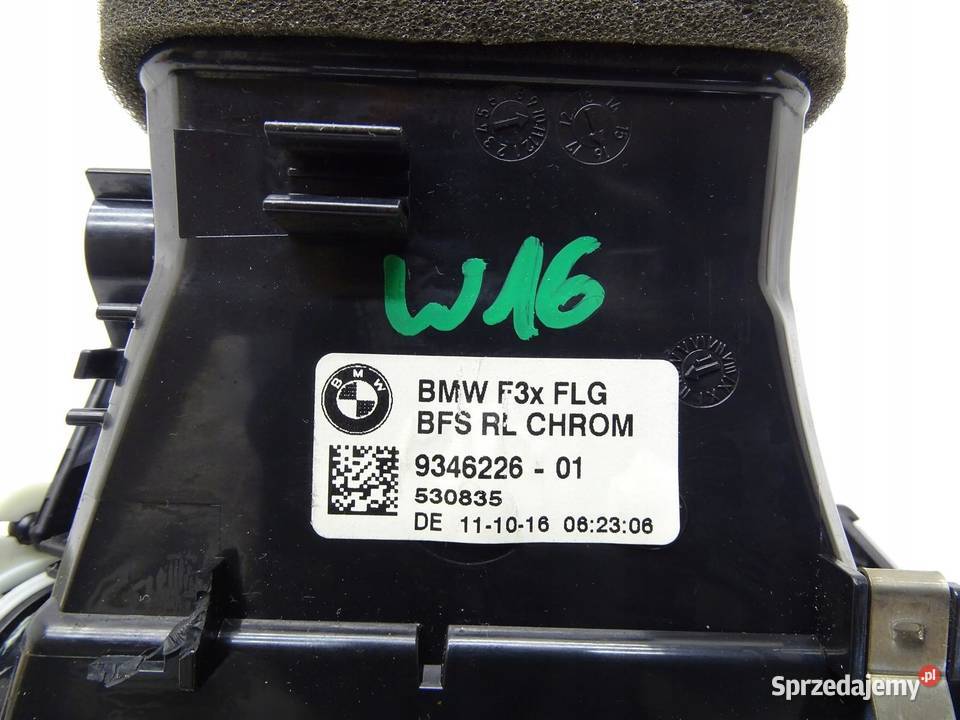 W16
BMW
BMW F3x FLG
BFS RL CHROM
9346226 - 01
530835
DE 11-10-16 06:23:06
Sprzedajemy.pl